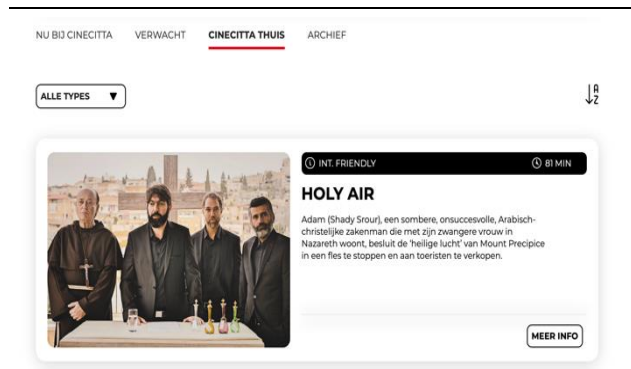 NU BIJ CINECITTA VERWACHT CINECITTA THUIS ARCHIEF
ALLE TYPES
A
Z
INT. FRIENDLY 81 MIN
HOLY AIR
Adam (Shady Srour), een sombere, onsuccesvolle, Arabisch-
christelijke zakenman die met zijn zwangere vrouw in
Nazareth woont, besluit de 'heilige lucht' van Mount Precipice
in een fles te stoppen en aan toeristen te verkopen.
MEER INFO